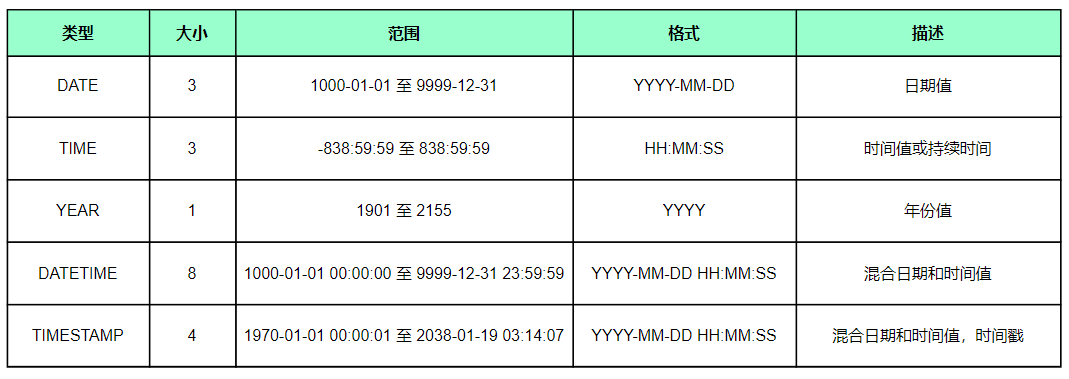 类型 大小 范围 格式 描述
DATE 3 1000-01-01 至 9999-12-31 YYYY-MM-DD 日期值
TIME 3 -838:59:59 至 838:59:59 HH:MM:SS 时间值或持续时间
YEAR 1 1901 至 2155 YYYY 年份值
DATETIME 8 1000-01-01 00:00:00 至 9999-12-31 23:59:59 YYYY-MM-DD HH:MM:SS 混合日期和时间值
TIMESTAMP 4 1970-01-01 00:00:01 至 2038-01-19 03:14:07 YYYY-MM-DD HH:MM:SS 混合日期和时间值，时间戳